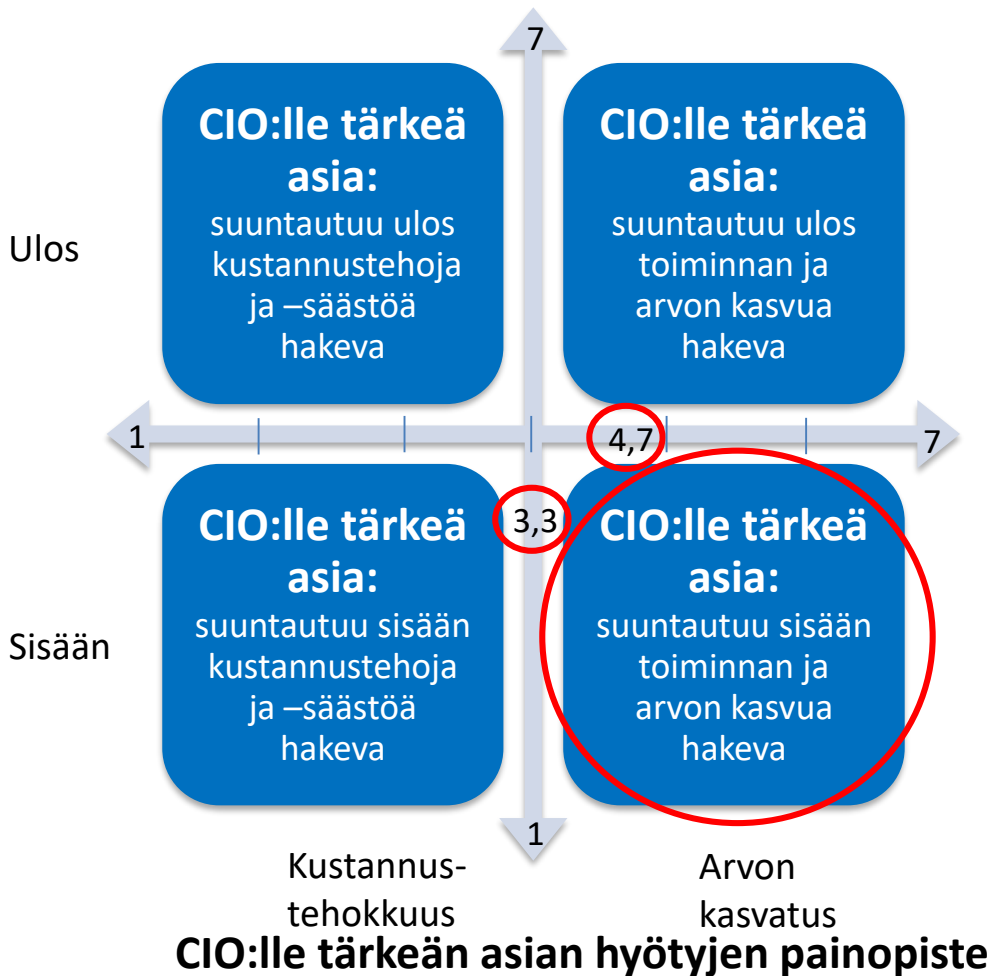 7
CIO:lle tärkeä
asia:
suuntautuu ulos
kustannustehoja
ja –säästöä
hakeva
CIO:lle tärkeä
asia:
suuntautuu ulos
toiminnan ja
arvon kasvua
hakeva
Ulos
1
4,7
7
3,3
CIO:lle tärkeä
asia:
suuntautuu sisään
kustannustehoja
ja –säästöä
hakeva
CIO:lle tärkeä
asia:
suuntautuu sisään
toiminnan ja
arvon kasvua
hakeva
Sisään
1
Kustannus-
tehokkuus
Arvon
kasvatus
CIO:lle tärkeän asian hyötyjen painopiste